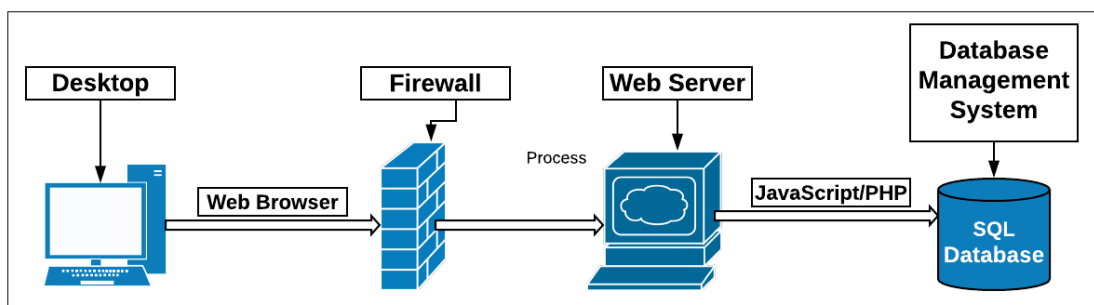 Desktop
Firewall
Web Server
Database
Management
System
Process
Web Browser
JavaScript/PHP
SQL
Database